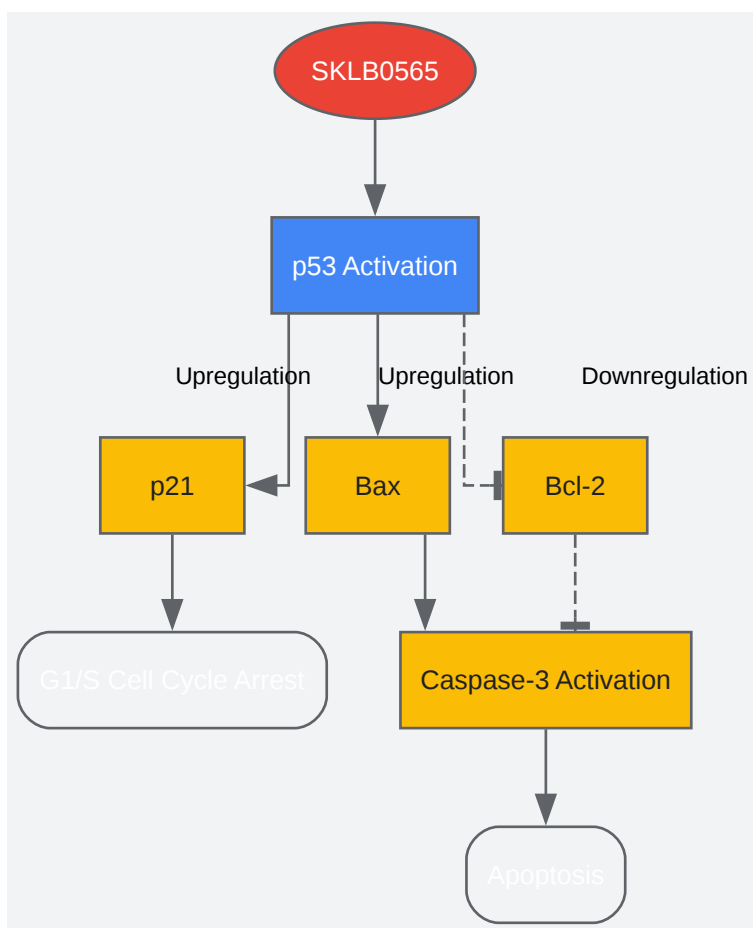 SKLB0565
p53 Activation
Upregulation
Upregulation
Downregulation
p21
Bax
Bcl-2
G1/S Cell Cycle Arrest
Caspase-3 Activation
Apoptosis